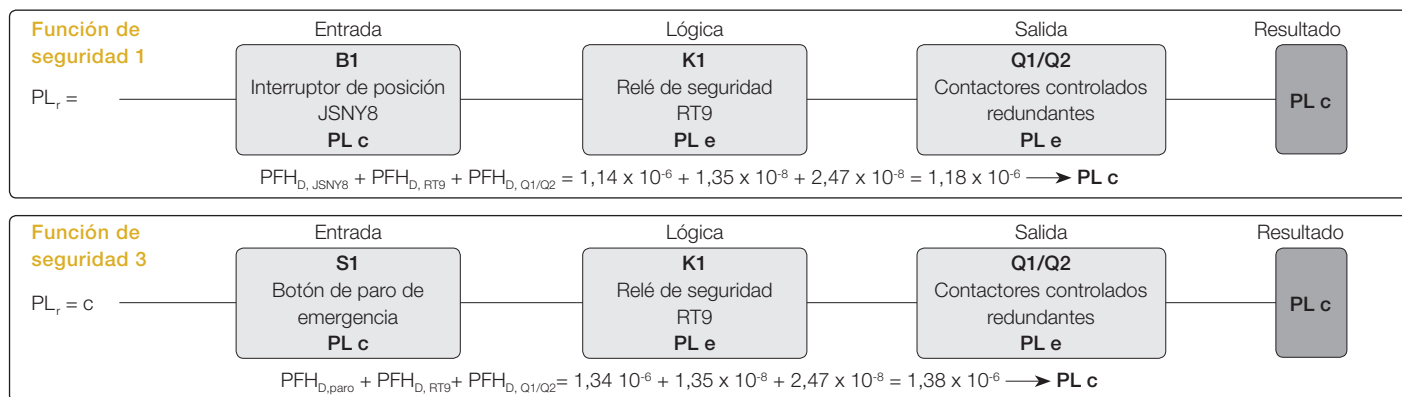 Función de seguridad 1
Entrada
Lógica
Salida
Resultado
PLr =
B1
Interruptor de posición
JSNY8
PL c
K1
Relé de seguridad
RT9
PL e
Q1/Q2
Contactores controlados
redundantes
PL e
PL c
PFHD, JSNY8 + PFHD, RT9 + PFHD, Q1/Q2 = 1,14 x 10-6 + 1,35 x 10-8 + 2,47 x 10-8 = 1,18 x 10-6 → PL c
Función de seguridad 3
Entrada
Lógica
Salida
Resultado
PLr = c
S1
Botón de paro de
emergencia
PL c
K1
Relé de seguridad
RT9
PL e
Q1/Q2
Contactores controlados
redundantes
PL e
PL c
PFHD,paro + PFHD, RT9+ PFHD, Q1/Q2= 1,34 10-6 + 1,35 x 10-8 + 2,47 x 10-8 = 1,38 x 10-6 → PL c